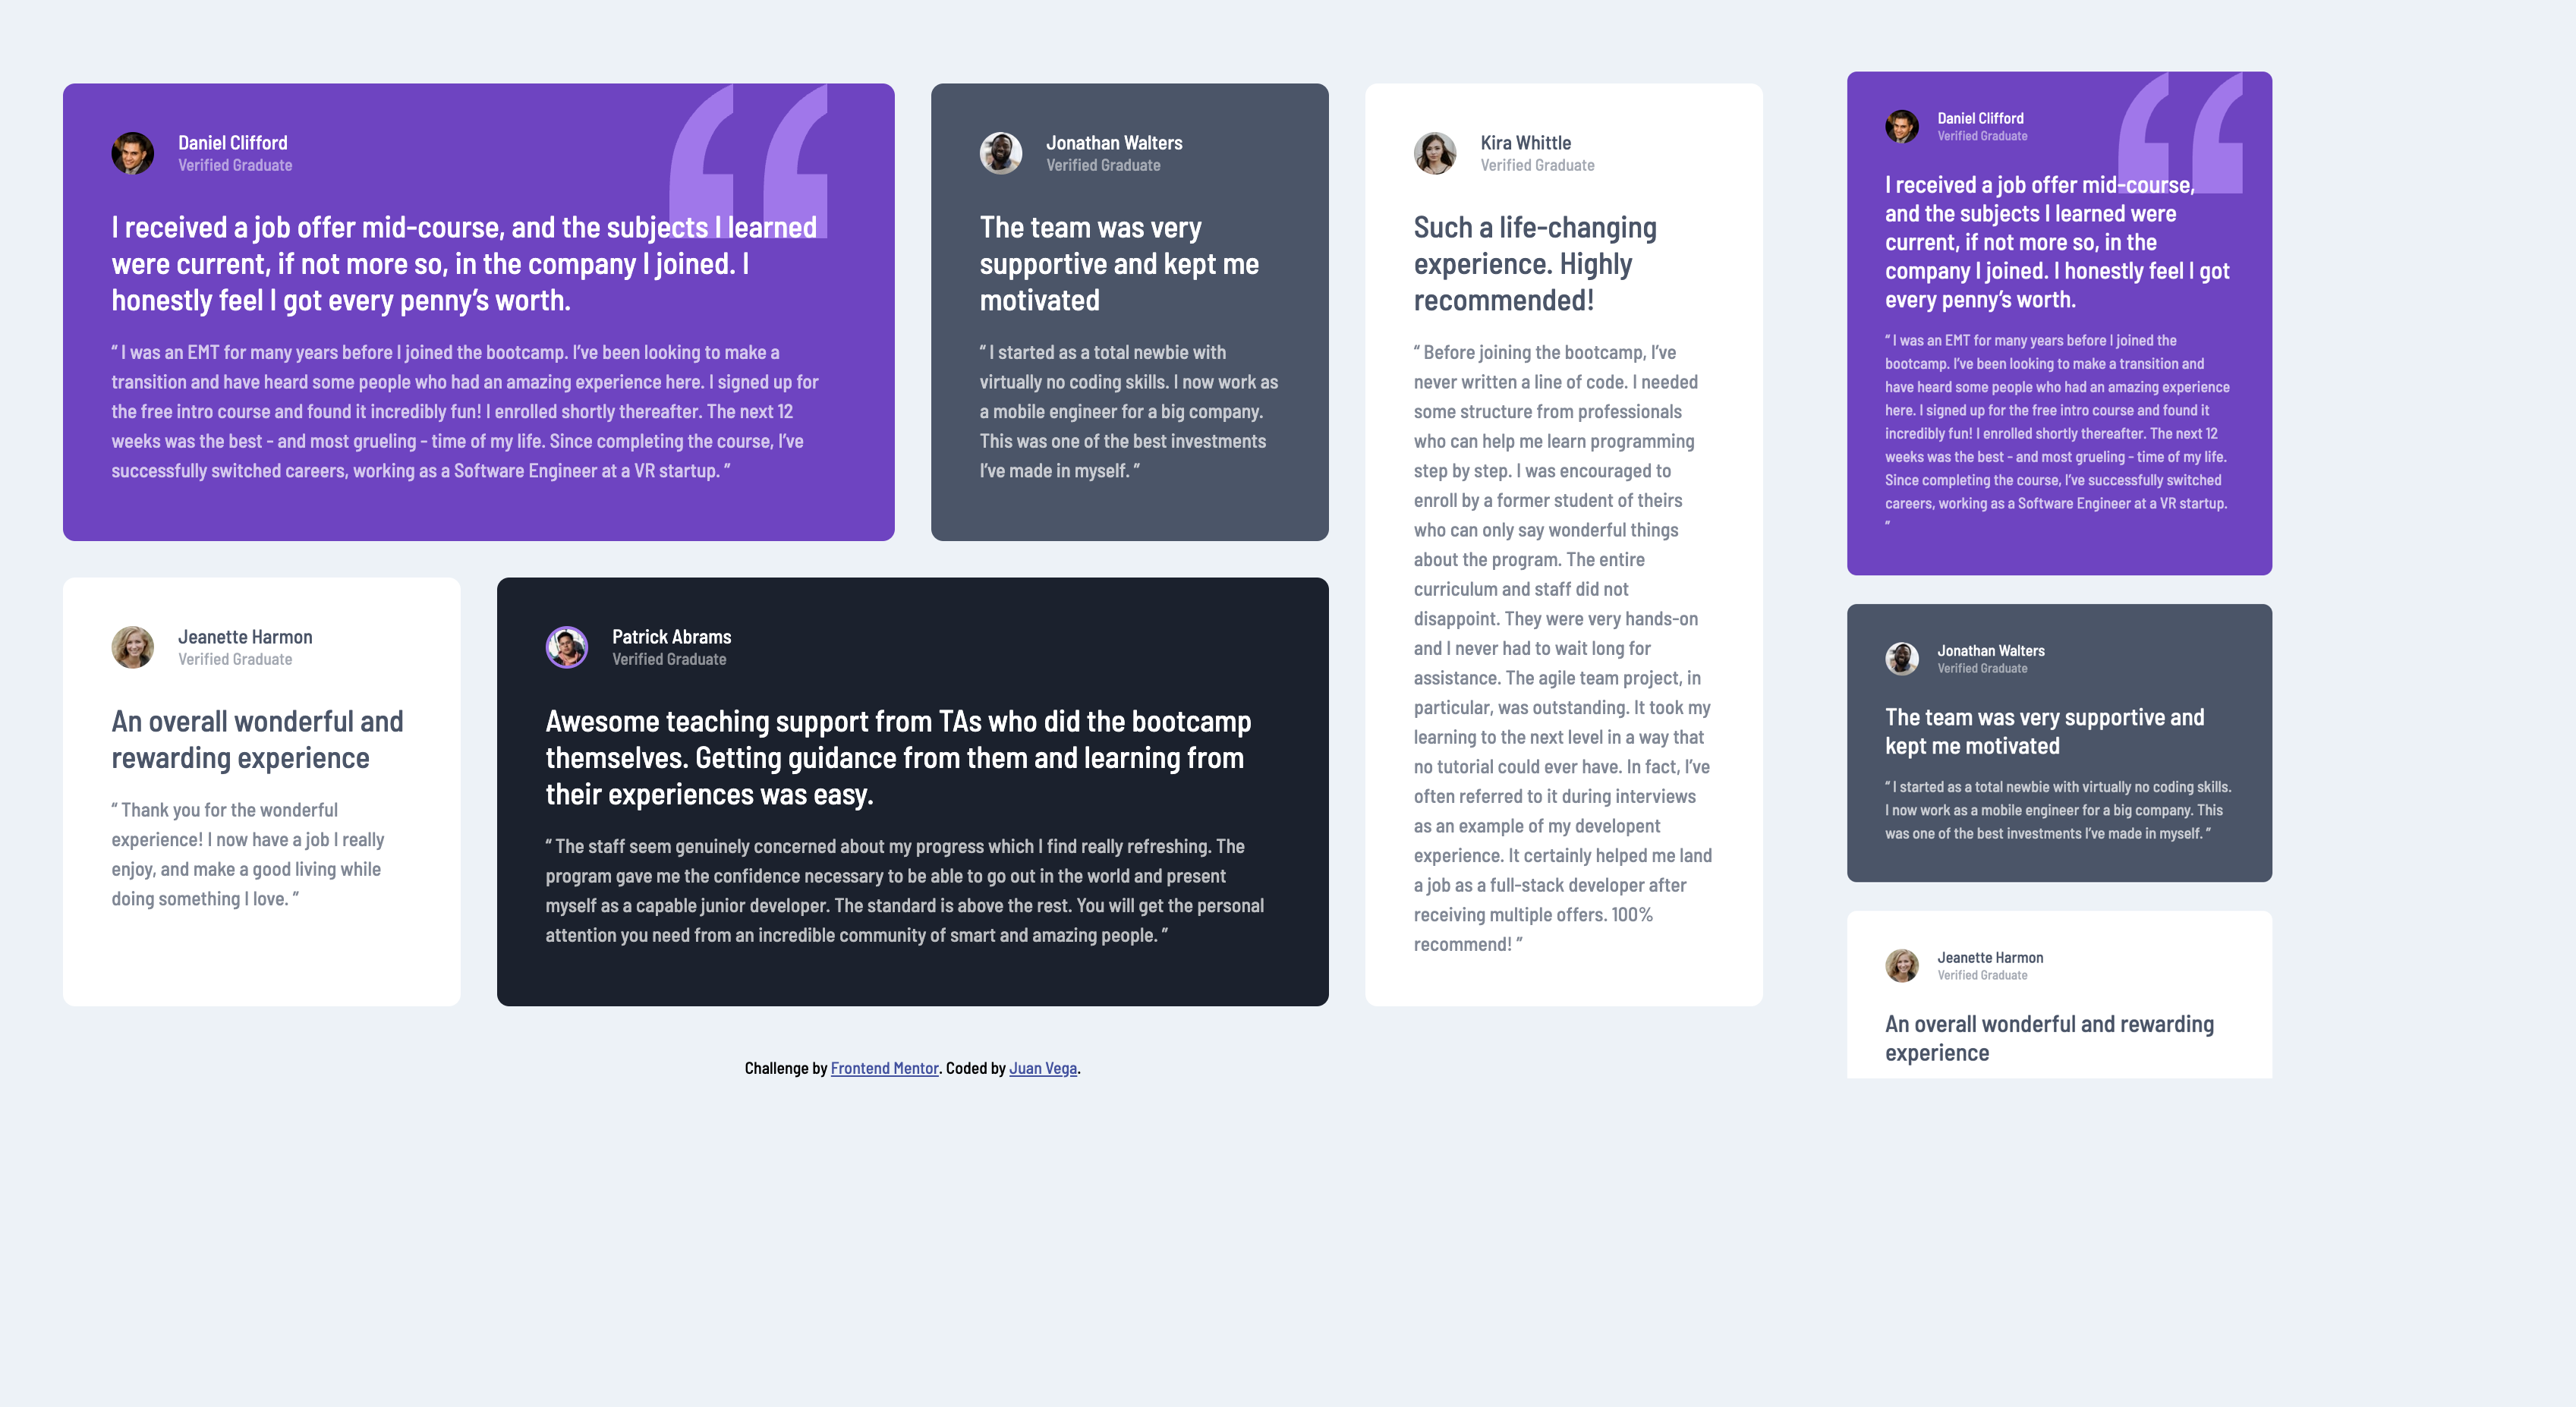 Daniel Clifford
Verified Graduate
I received a job offer mid-course, and the subjects I learned
were current, if not more so, in the company I joined. I
honestly feel I got every penny’s worth.
“ I was an EMT for many years before I joined the bootcamp. I’ve been looking to make a
transition and have heard some people who had an amazing experience here. I signed up for
the free intro course and found it incredibly fun! I enrolled shortly thereafter. The next 12
weeks was the best - and most grueling - time of my life. Since completing the course, I’ve
successfully switched careers, working as a Software Engineer at a VR startup. ”
Jonathan Walters
Verified Graduate
The team was very
supportive and kept me
motivated
“ I started as a total newbie with
virtually no coding skills. I now work as
a mobile engineer for a big company.
This was one of the best investments
I’ve made in myself. ”
Kira Whittle
Verified Graduate
Such a life-changing
experience. Highly
recommended!
“ Before joining the bootcamp, I’ve
never written a line of code. I needed
some structure from professionals
who can help me learn programming
step by step. I was encouraged to
enroll by a former student of theirs
who can only say wonderful things
about the program. The entire
curriculum and staff did not
disappoint. They were very hands-on
and I never had to wait long for
assistance. The agile team project, in
particular, was outstanding. It took my
learning to the next level in a way that
no tutorial could ever have. In fact, I’ve
often referred to it during interviews
as an example of my developent
experience. It certainly helped me land
a job as a full-stack developer after
receiving multiple offers. 100%
recommend! ”
Jeanette Harmon
Verified Graduate
An overall wonderful and
rewarding experience
“ Thank you for the wonderful
experience! I now have a job I really
enjoy, and make a good living while
doing something I love. ”
Patrick Abrams
Verified Graduate
Awesome teaching support from TAs who did the bootcamp
themselves. Getting guidance from them and learning from
their experiences was easy.
“ The staff seem genuinely concerned about my progress which I find really refreshing. The
program gave me the confidence necessary to be able to go out in the world and present
myself as a capable junior developer. The standard is above the rest. You will get the personal
attention you need from an incredible community of smart and amazing people. ”
Challenge by Frontend Mentor. Coded by Juan Vega.
Daniel Clifford
Verified Graduate
I received a job offer mid-course,
and the subjects I learned were
current, if not more so, in the
company I joined. I honestly feel I got
every penny’s worth.
“ I was an EMT for many years before I joined the
bootcamp. I’ve been looking to make a transition and
have heard some people who had an amazing experience
here. I signed up for the free intro course and found it
incredibly fun! I enrolled shortly thereafter. The next 12
weeks was the best - and most grueling - time of my life.
Since completing the course, I’ve successfully switched
careers, working as a Software Engineer at a VR startup.
”
Jonathan Walters
Verified Graduate
The team was very supportive and
kept me motivated
“ I started as a total newbie with virtually no coding skills.
I now work as a mobile engineer for a big company. This
was one of the best investments I’ve made in myself. ”
Jeanette Harmon
Verified Graduate
An overall wonderful and rewarding
experience